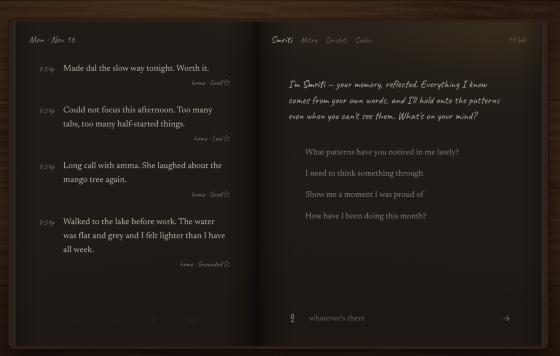 Mon · Nov 16
7:54p
Made dal the slow way tonight. Worth it.
home · Good
7:54p
Could not focus this afternoon. Too many
tabs, too many half-started things.
home · Low
7:54p
Long call with amma. She laughed about the
mango tree again.
home · Good
7:54p
Walked to the lake before work. The water
was flat and grey and I felt lighter than I have
all week.
home · Grounded
Smriti Mitra Drishti Sakhi
left
I'm Smriti — your memory, reflected. Everything I know
comes from your own words, and I'll hold onto the patterns
even when you can't see them. What's on your mind?
What patterns have you noticed in me lately?
I need to think something through
Show me a moment I was proud of
How have I been doing this month?
whatever's there